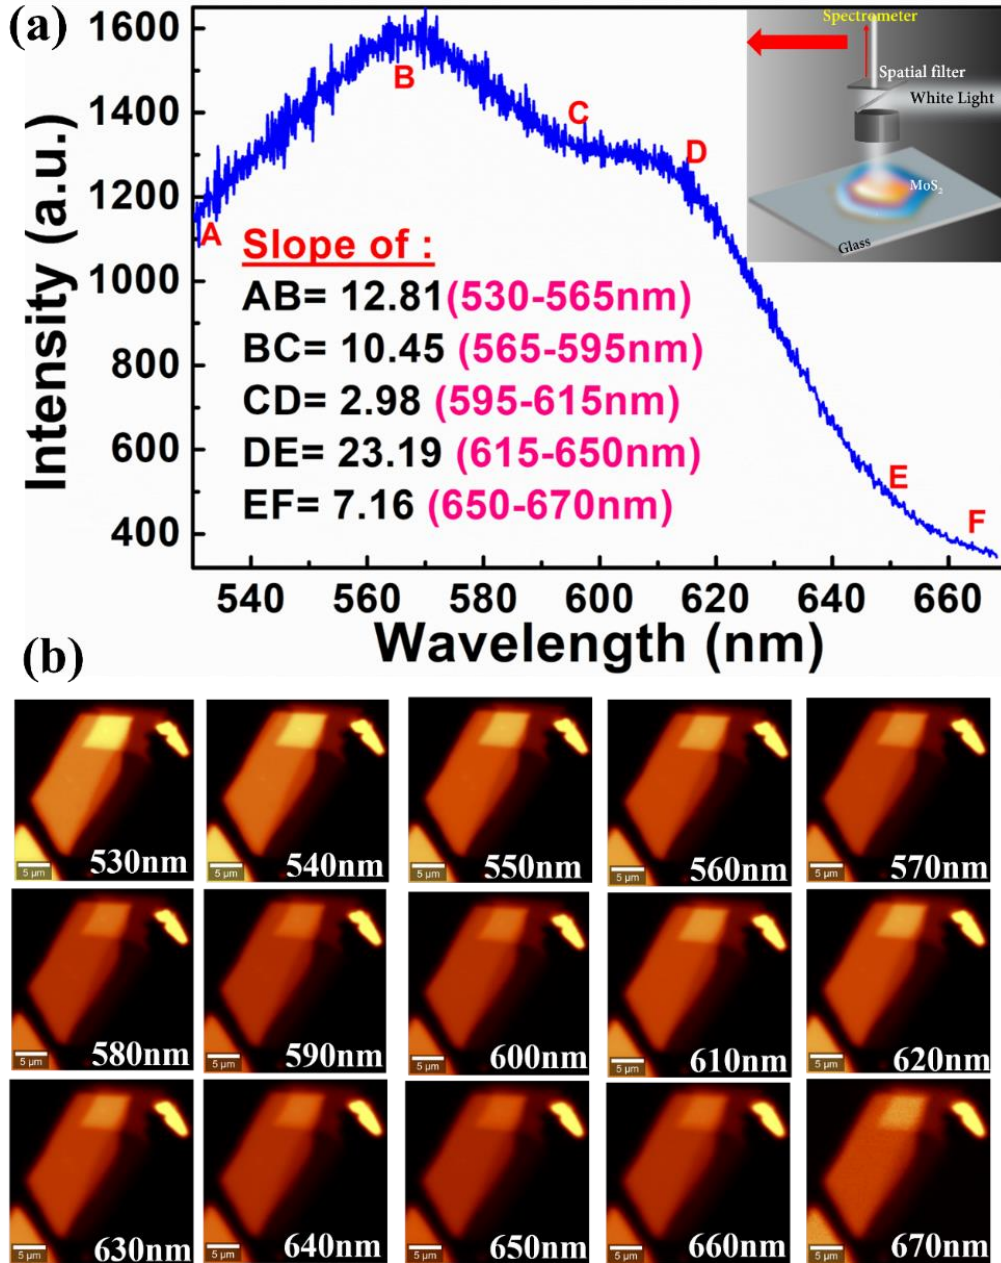 (a)
1600
1400
1200
1000
800
600
400
Intensity (a.u.)
A
B
C
D
E
F
Slope of :
AB= 12.81(530-565nm)
BC= 10.45 (565-595nm)
CD= 2.98 (595-615nm)
DE= 23.19 (615-650nm)
EF= 7.16 (650-670nm)
Spectrometer
Spatial filter
White Light
MoS₂
Glass
540 560 580 600 620 640 660
Wavelength (nm)
(b)
5 µm 530nm
5 µm 540nm
5 µm 550nm
5 µm 560nm
5 µm 570nm
5 µm 580nm
5 µm 590nm
5 µm 600nm
5 µm 610nm
5 µm 620nm
5 µm 630nm
5 µm 640nm
5 µm 650nm
5 µm 660nm
5 µm 670nm